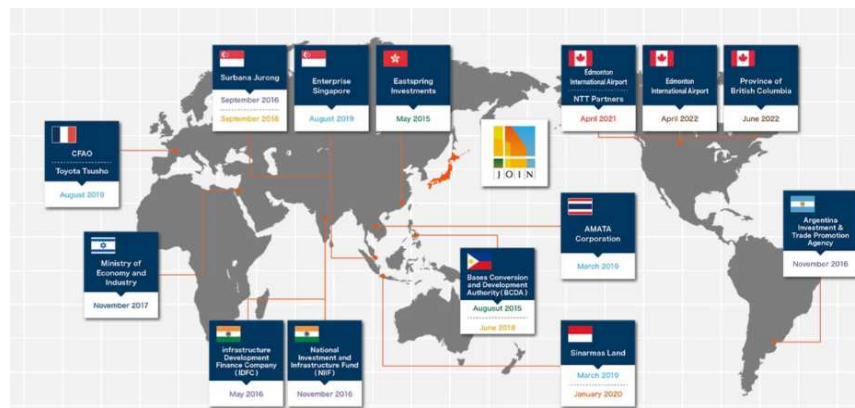 Surbana Jurong
September 2016
September 2018
Enterprise
Singapore
August 2019
Eastspring
Investments
May 2015
Edmonton
International Airport
NTT Partners
April 2021
Edmonton
International Airport
April 2022
Province of
British Columbia
June 2022
CFAO
Toyota Tsusho
August 2019
JOIN
Ministry of
Economy and
Industry
November 2017
AMATA
Corporation
March 2019
Argentina
Investment &
Trade Promotion
Agency
November 2016
Bases Conversion
and Development
Authority(BCDA)
Augusut 2015
June 2018
infrastructure
Development
Finance Company
(IDFC)
May 2016
National
Investment and
Infrastructure Fund
(NIIF)
November 2016
Sinarmas Land
March 2019
January 2020